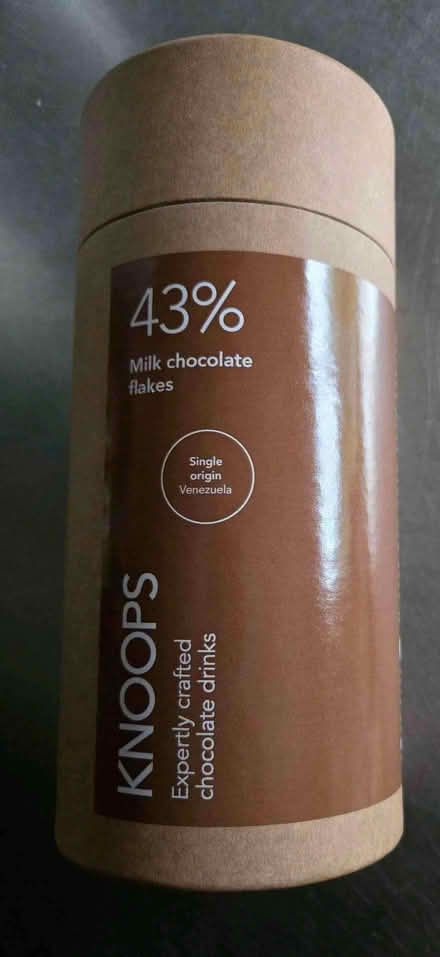 43%
Milk chocolate
flakes
Single
origin
Venezuela
KNOOPS
Expertly crafted
chocolate drinks